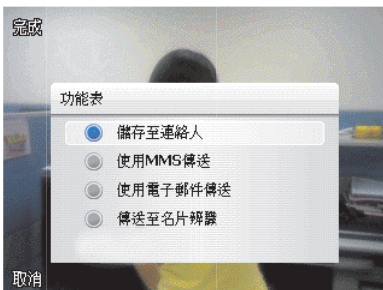 完成
功能表
儲存至連絡人
使用MMS傳送
使用電子郵件傳送
傳送至名片辨識
取消